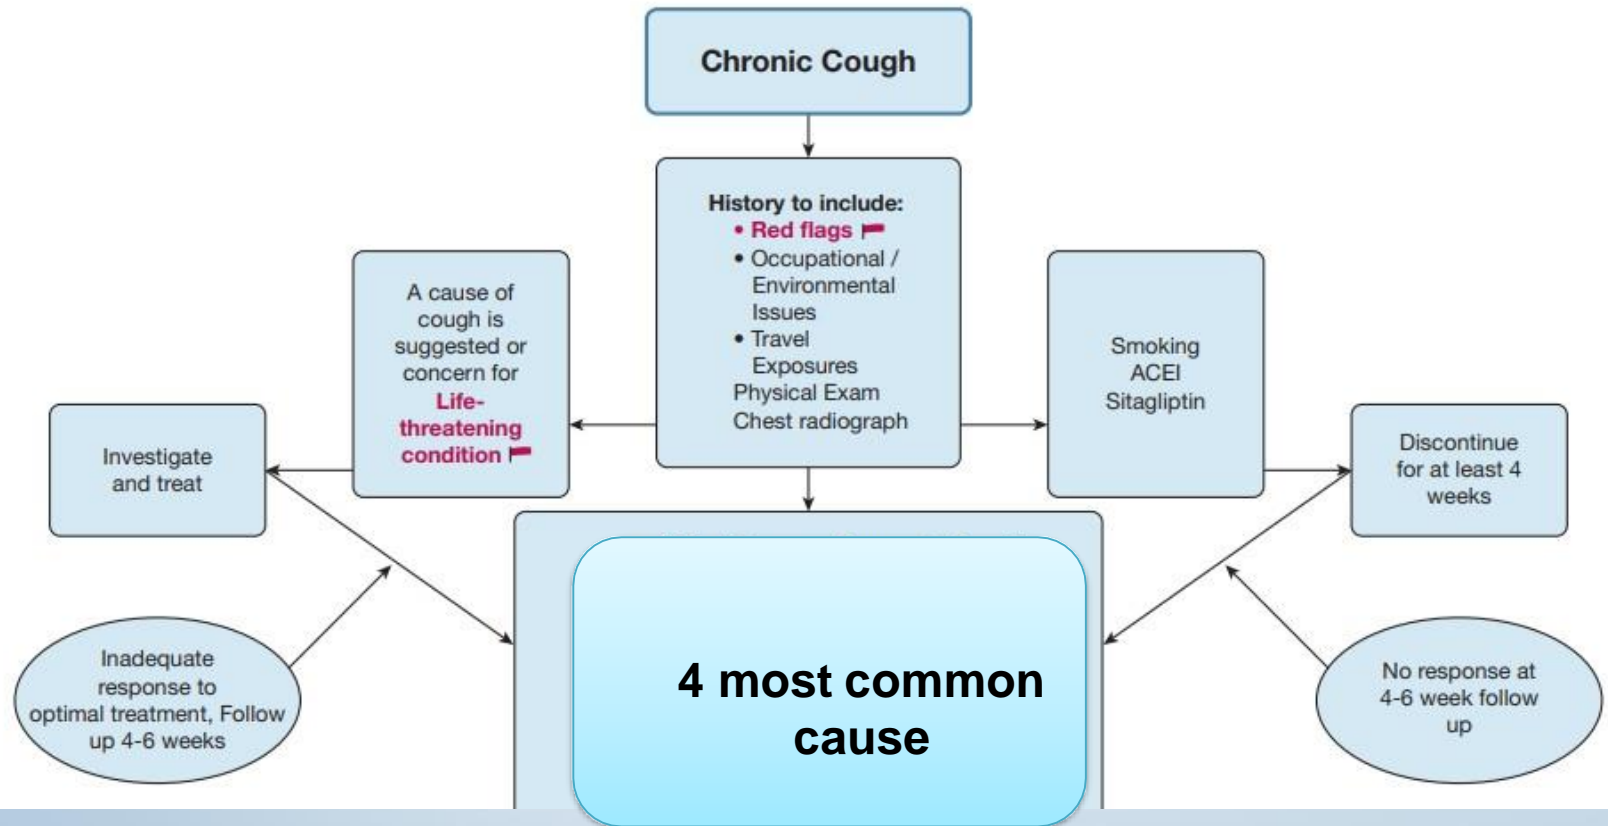 Chronic Cough
History to include:
• Red flags
• Occupational /
Environmental
Issues
• Travel
Exposures
Physical Exam
Chest radiograph
A cause of
cough is
suggested or
concern for
Life-
threatening
condition
Smoking
ACEI
Sitagliptin
Investigate
and treat
Discontinue
for at least 4
weeks
Inadequate
response to
optimal treatment, Follow
up 4-6 weeks
4 most common
cause
No response at
4-6 week follow
up